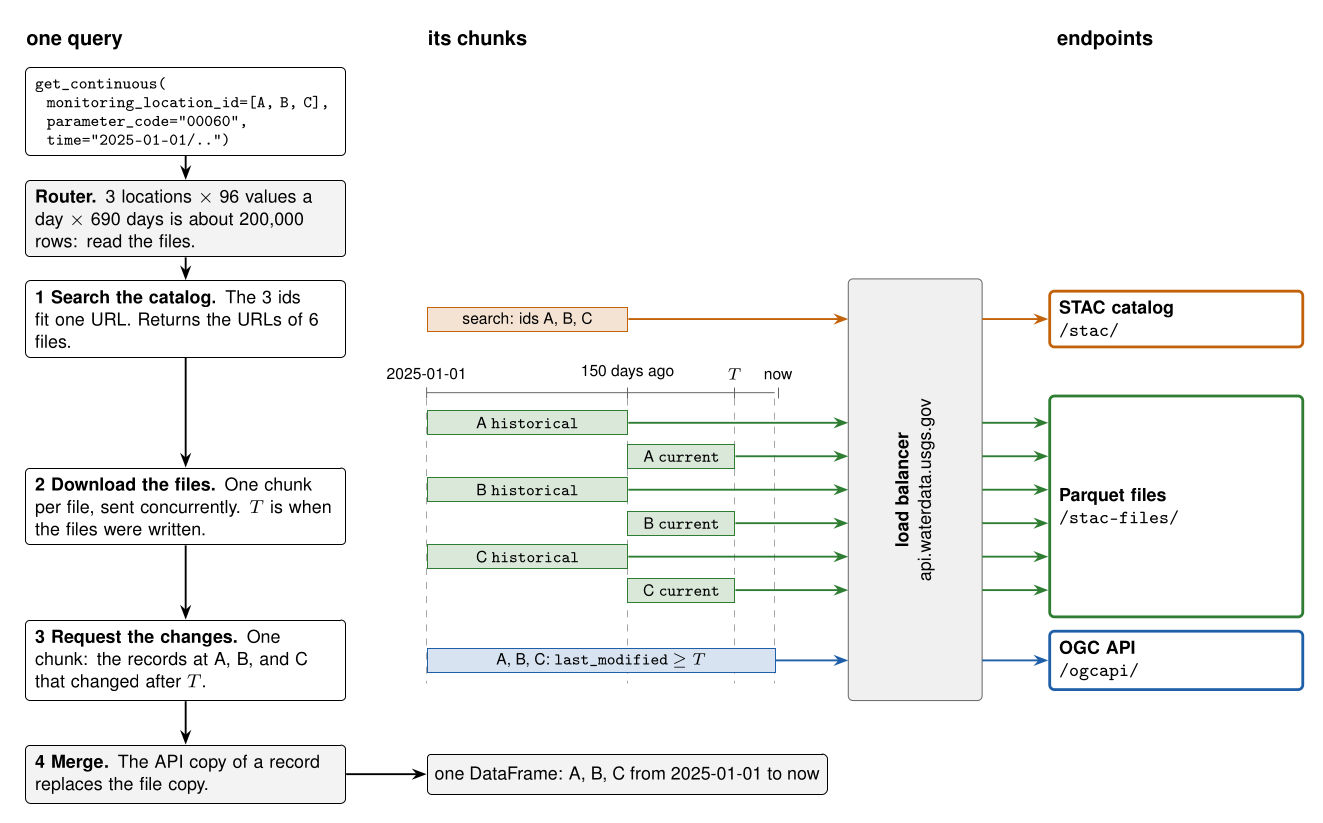 one query
its chunks
endpoints
get_continuous(
monitoring_location_id=[A, B, C],
parameter_code="00060",
time="2025-01-01/..")
Router. 3 locations × 96 values a
day × 690 days is about 200,000
rows: read the files.
1 Search the catalog. The 3 ids
fit one URL. Returns the URLs of 6
files.
2 Download the files. One chunk
per file, sent concurrently. T is when
the files were written.
3 Request the changes. One
chunk: the records at A, B, and C
that changed after T.
4 Merge. The API copy of a record
replaces the file copy.
search: ids A, B, C
2025-01-01
150 days ago
T
now
A historical
A current
B historical
B current
C historical
C current
A, B, C: last_modified ≥ T
one DataFrame: A, B, C from 2025-01-01 to now
load balancer
api.waterdata.usgs.gov
STAC catalog
/stac/
Parquet files
/stac-files/
OGC API
/ogcapi/